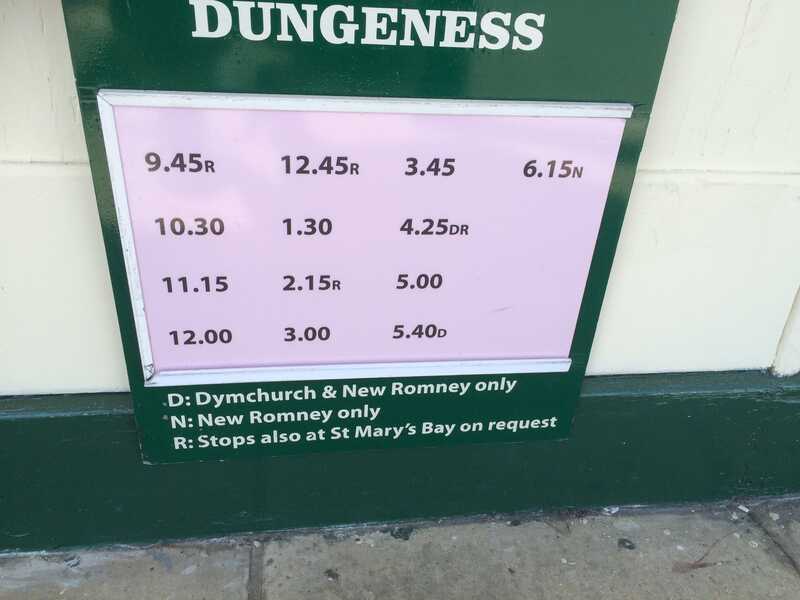 DUNGENESS
9.45R 12.45R 3.45 6.15N
10.30 1.30 4.25DR
11.15 2.15R 5.00
12.00 3.00 5.40D
D: Dymchurch & New Romney only
N: New Romney only
R: Stops also at St Mary's Bay on request